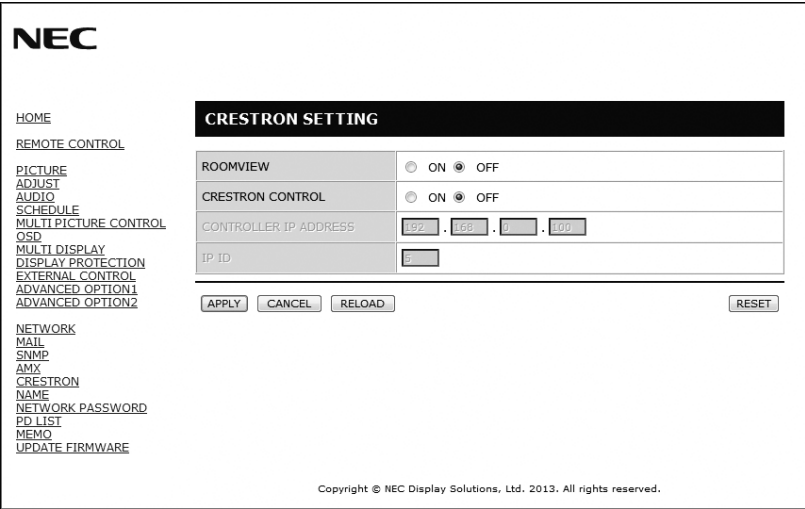 NEC
HOME
REMOTE CONTROL
PICTURE
ADJUST
AUDIO
SCHEDULE
MULTI PICTURE CONTROL
OSD
MULTI DISPLAY
DISPLAY PROTECTION
EXTERNAL CONTROL
ADVANCED OPTION1
ADVANCED OPTION2
NETWORK
MAIL
SNMP
AMX
CRESTRON
NAME
NETWORK PASSWORD
PD LIST
MEMO
UPDATE FIRMWARE
CRESTRON SETTING
ROOMVIEW ON OFF
CRESTRON CONTROL ON OFF
CONTROLLER IP ADDRESS 192 . 168 . 0 . 100
IP ID 5
APPLY CANCEL RELOAD RESET
Copyright © NEC Display Solutions, Ltd. 2013. All rights reserved.